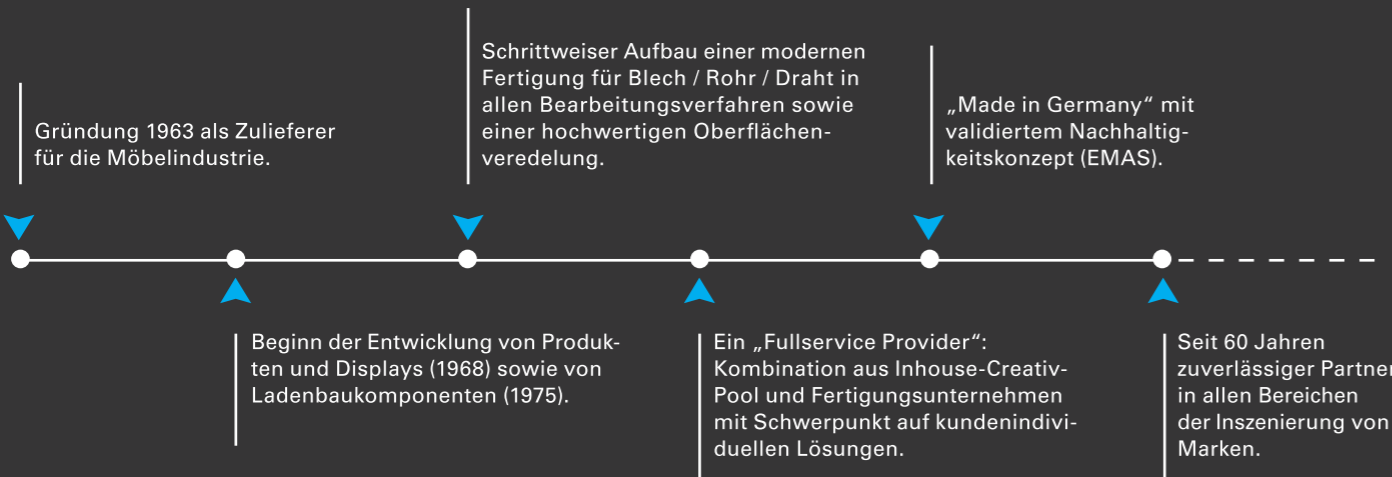 Gründung 1963 als Zulieferer
für die Möbelindustrie.
Beginn der Entwicklung von Produk-
ten und Displays (1968) sowie von
Ladenbaukomponenten (1975).
Schrittweiser Aufbau einer modernen
Fertigung für Blech / Rohr / Draht in
allen Bearbeitungsverfahren sowie
einer hochwertigen Oberflächen-
veredelung.
Ein „Fullservice Provider“:
Kombination aus Inhouse-Creativ-
Pool und Fertigungsunternehmen
mit Schwerpunkt auf kundenindivi-
duellen Lösungen.
„Made in Germany“ mit
validiertem Nachhaltig-
keitskonzept (EMAS).
Seit 60 Jahren
zuverlässiger Partner
in allen Bereichen
der Inszenierung von
Marken.